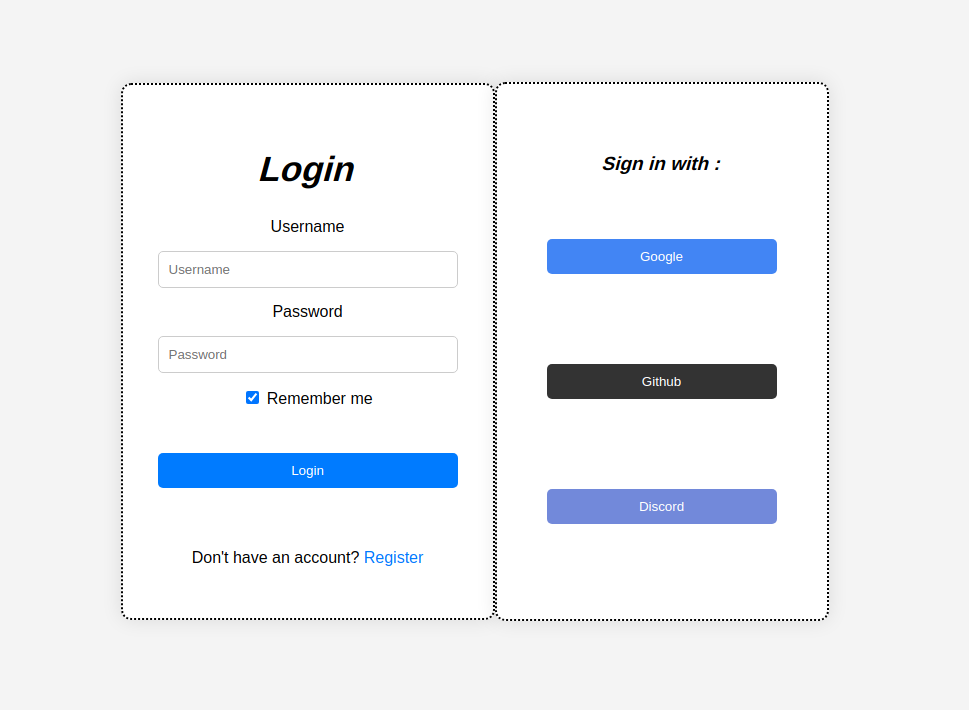 Login
Username
Username
Password
Password
Remember me
Login
Don't have an account? Register
Sign in with :
Google
Github
Discord